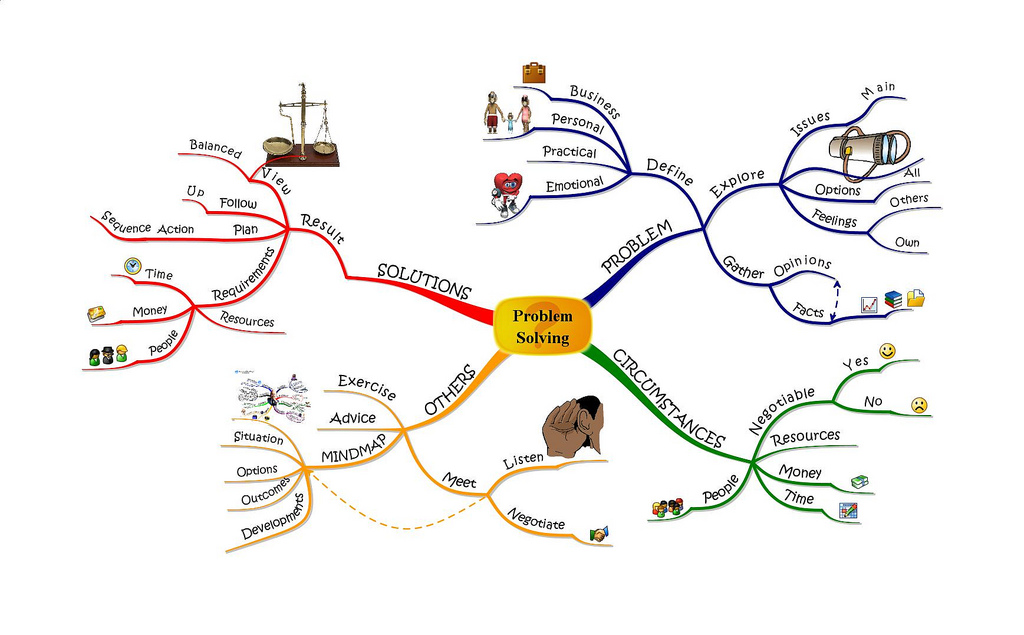 Problem
Solving
PROBLEM
Define
Business
Personal
Practical
Emotional
Explore
Issues
Main
Options
All
Feelings
Others
Own
Gather
Opinions
Facts
CIRCUMSTANCES
Negotiable
Yes
No
Resources
Money
Time
People
OTHERS
Exercise
Advice
MINDMAP
Situation
Options
Outcomes
Developments
Meet
Listen
Negotiate
SOLUTIONS
Result
View
Balanced
Follow
Up
Plan
Action
Sequence
Requirements
Time
Money
People
Resources